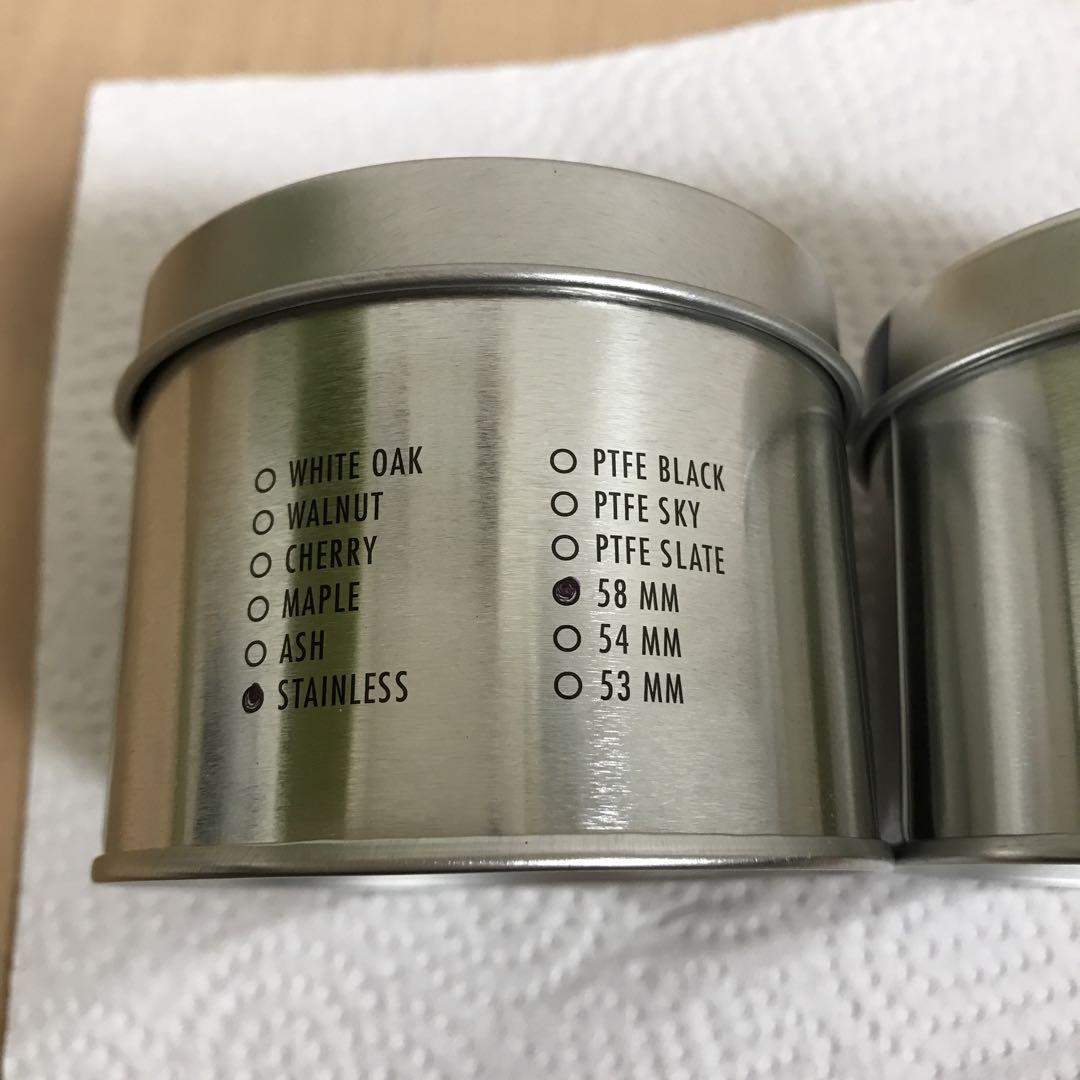 WHITE OAK
WALNUT
CHERRY
MAPLE
ASH
STAINLESS
PTFE BLACK
PTFE SKY
PTFE SLATE
58 MM
54 MM
53 MM